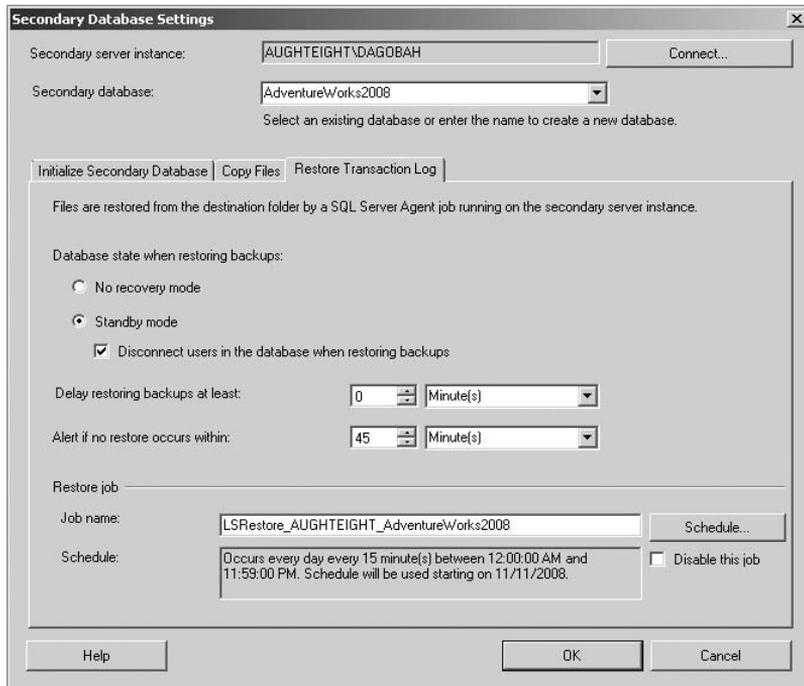 Secondary Database Settings
Secondary server instance:
AUGHTEIGHT\DAGOBAH
Connect...
Secondary database:
AdventureWorks2008
Select an existing database or enter the name to create a new database.
Initialize Secondary Database
Copy Files
Restore Transaction Log
Files are restored from the destination folder by a SQL Server Agent job running on the secondary server instance.
Database state when restoring backups:
No recovery mode
Standby mode
Disconnect users in the database when restoring backups
Delay restoring backups at least:
0
Minute(s)
Alert if no restore occurs within:
45
Minute(s)
Restore job
Job name:
LSRestore_AUGHTEIGHT_AdventureWorks2008
Schedule...
Schedule:
Occurs every day every 15 minute(s) between 12:00:00 AM and
11:59:00 PM. Schedule will be used starting on 11/11/2008.
Disable this job
Help
OK
Cancel